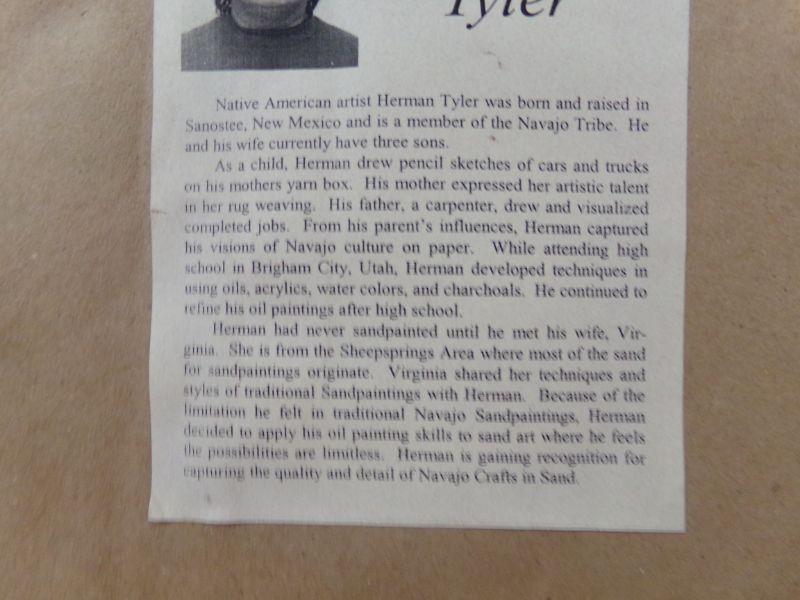 Tyler
Native American artist Herman Tyler was born and raised in
Sanostee, New Mexico and is a member of the Navajo Tribe. He
and his wife currently have three sons.
As a child, Herman drew pencil sketches of cars and trucks
on his mothers yarn box. His mother expressed her artistic talent
in her rug weaving. His father, a carpenter, drew and visualized
completed jobs. From his parent's influences, Herman captured
his visions of Navajo culture on paper. While attending high
school in Brigham City, Utah, Herman developed techniques in
using oils, acrylics, water colors, and charchoals. He continued to
refine his oil paintings after high school.
Herman had never sandpainted until he met his wife, Vir-
ginia. She is from the Sheepsprings Area where most of the sand
for sandpaintings originate. Virginia shared her techniques and
styles of traditional Sandpaintings with Herman. Because of the
limitation he felt in traditional Navajo Sandpaintings, Herman
decided to apply his oil painting skills to sand art where he feels
the possibilities are limitless. Herman is gaining recognition for
capturing the quality and detail of Navajo Crafts in Sand.